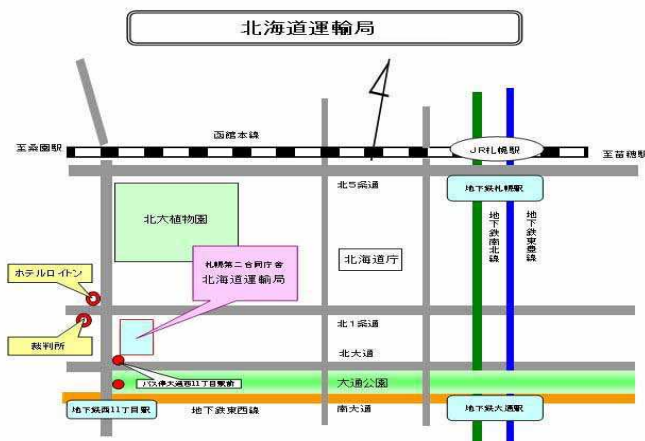 北海道運輸局
函館本線
至桑園駅
JR札幌駅
至苗穂駅
北5条通
地下鉄札幌駅
北大植物園
地下鉄南北線
地下鉄東豊線
札幌第二合同庁舎
北海道運輸局
北海道庁
ホテルロイトン
北1条通
裁判所
北大通
バス停大通西11丁目駅前
大通公園
地下鉄西11丁目駅
地下鉄東西線
南大通
地下鉄大通駅